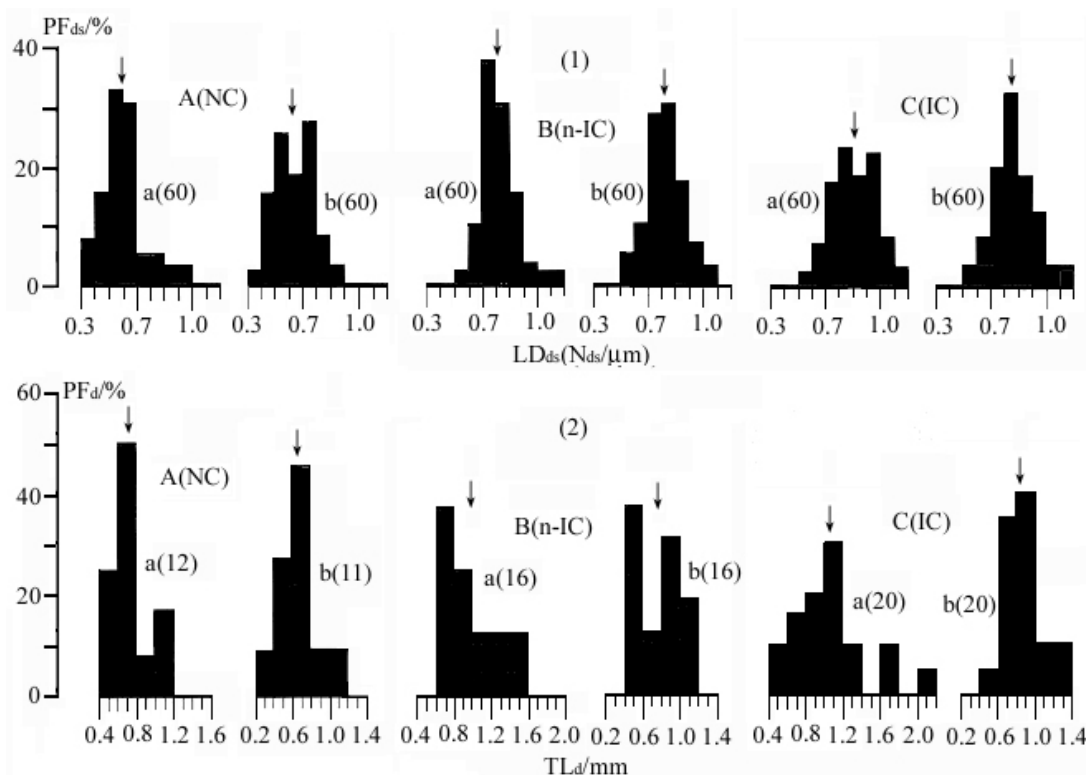 PFds/%
40
20
0
A(NC)
a(60)
b(60)
(1)
B(n-IC)
a(60)
b(60)
C(IC)
a(60)
b(60)
0.3 0.7 1.0 0.3 0.7 1.0 0.3 0.7 1.0 0.3 0.7 1.0 0.3 0.7 1.0 0.3 0.7 1.0
LDds(Nds/μm)
PFd/%
60
40
20
0
A(NC)
a(12)
b(11)
(2)
B(n-IC)
a(16)
b(16)
C(IC)
a(20)
b(20)
0.4 0.8 1.2 1.6 0.2 0.6 1.0 1.4 0.4 0.8 1.2 1.6 2.0 0.2 0.6 1.0 1.4 0.4 0.8 1.2 1.6 2.0 0.2 0.6 1.0 1.4
TLd/mm